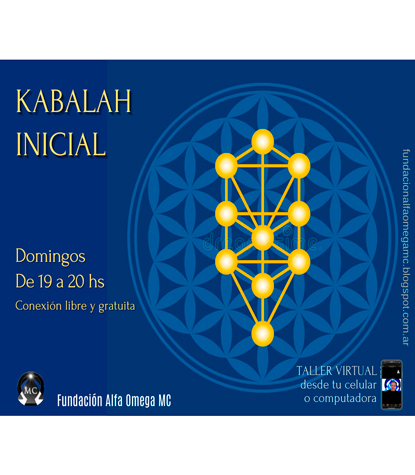 KABALAH
INICIAL
Domingos
De 19 a 20 hs
Conexión libre y gratuita
fundacionalfaomegamc.blogspot.com.ar
TALLER VIRTUAL
desde tu celular
o computadora
MC
Fundación Alfa Omega MC